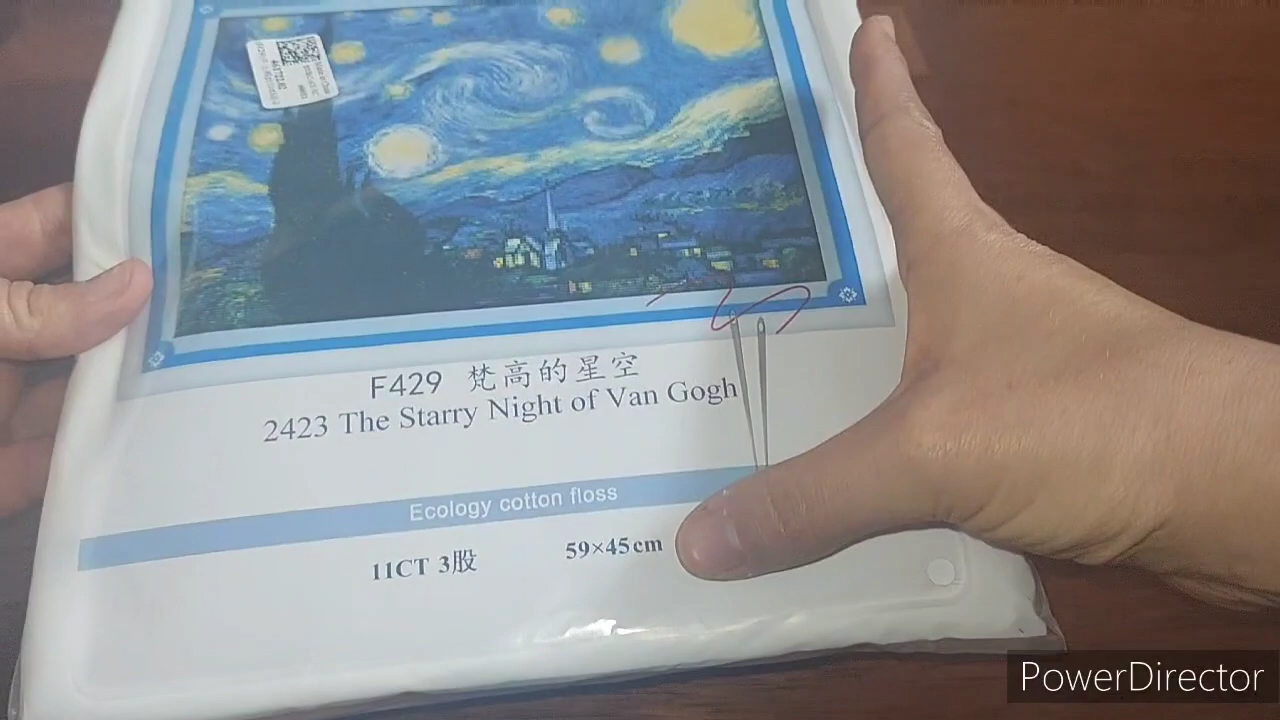 F429 梵高的星空
2423 The Starry Night of Van Gogh
Ecology cotton floss
11CT 3股 59×45cm
PowerDirector